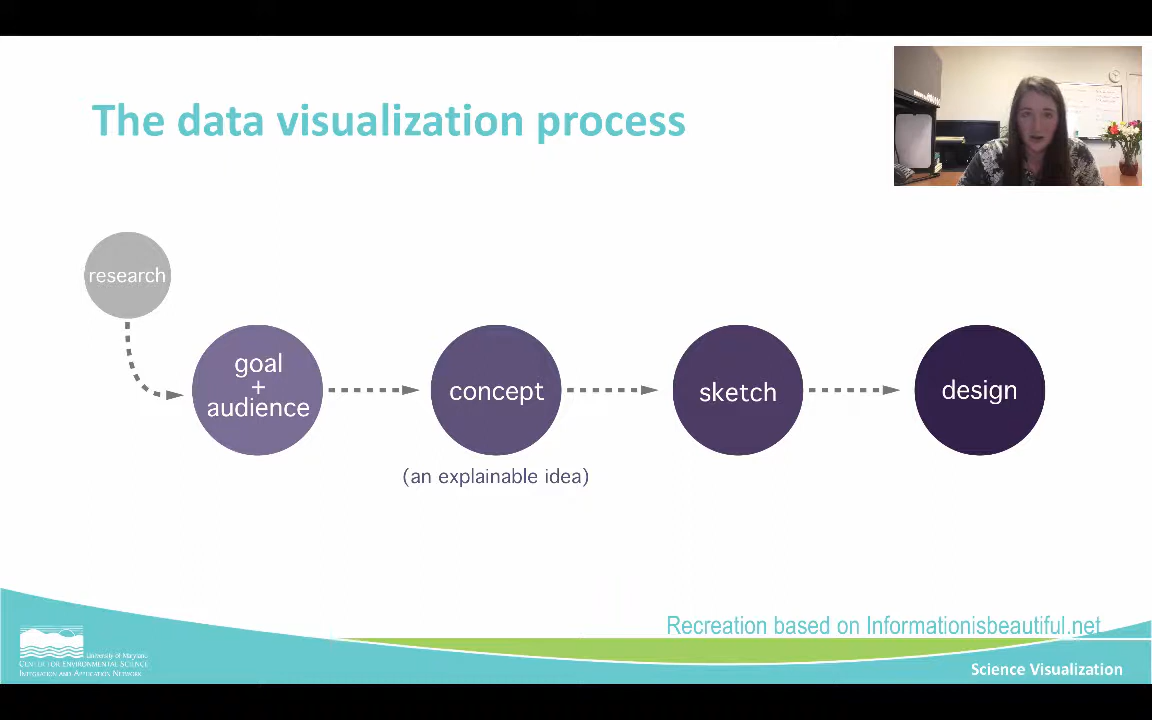 The data visualization process
research
goal
+
audience
concept
sketch
design
(an explainable idea)
Recreation based on Informationisbeautiful.net
University of Maryland
CENTER FOR ENVIRONMENTAL SCIENCE
INTEGRATION AND APPLICATION NETWORK
Science Visualization